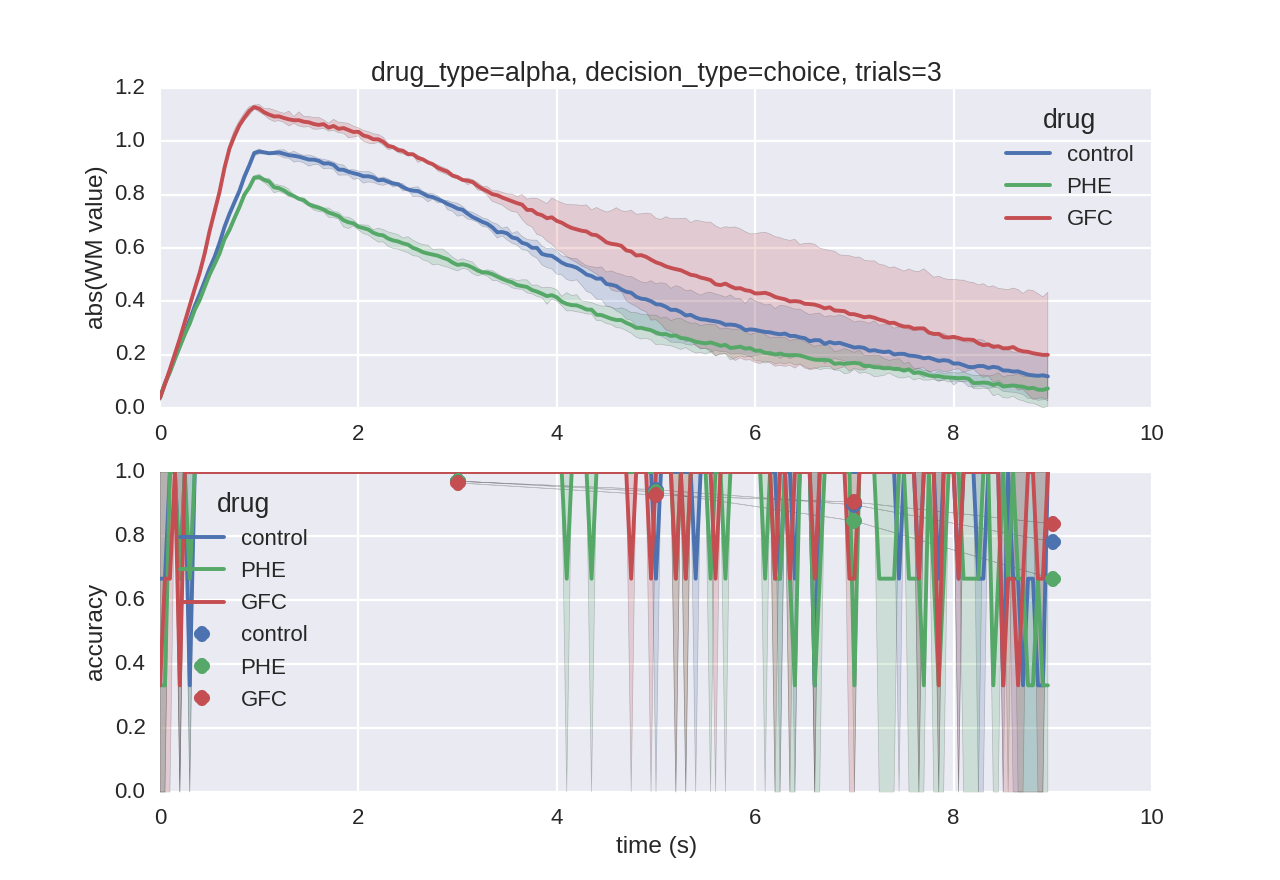 drug_type=alpha, decision_type=choice, trials=3
abs(WM value)
1.2
1.0
0.8
0.6
0.4
0.2
0.0
0 2 4 6 8 10
drug
control
PHE
GFC
accuracy
1.0
0.8
0.6
0.4
0.2
0.0
drug
control
PHE
GFC
control
PHE
GFC
0 2 4 6 8 10
time (s)